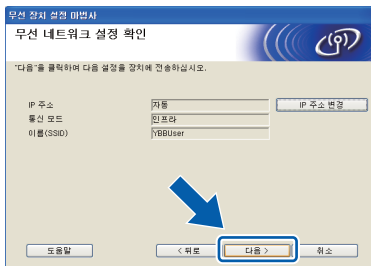 무선 장치 설정 마법사
무선 네트워크 설정 확인
"다음"을 클릭하여 다음 설정을 장치에 전송하십시오.
IP 주소 자동 IP 주소 변경
통신 모드 인프라
이름(SSID) YBBUser
도움말 < 뒤로 다음 > 취소